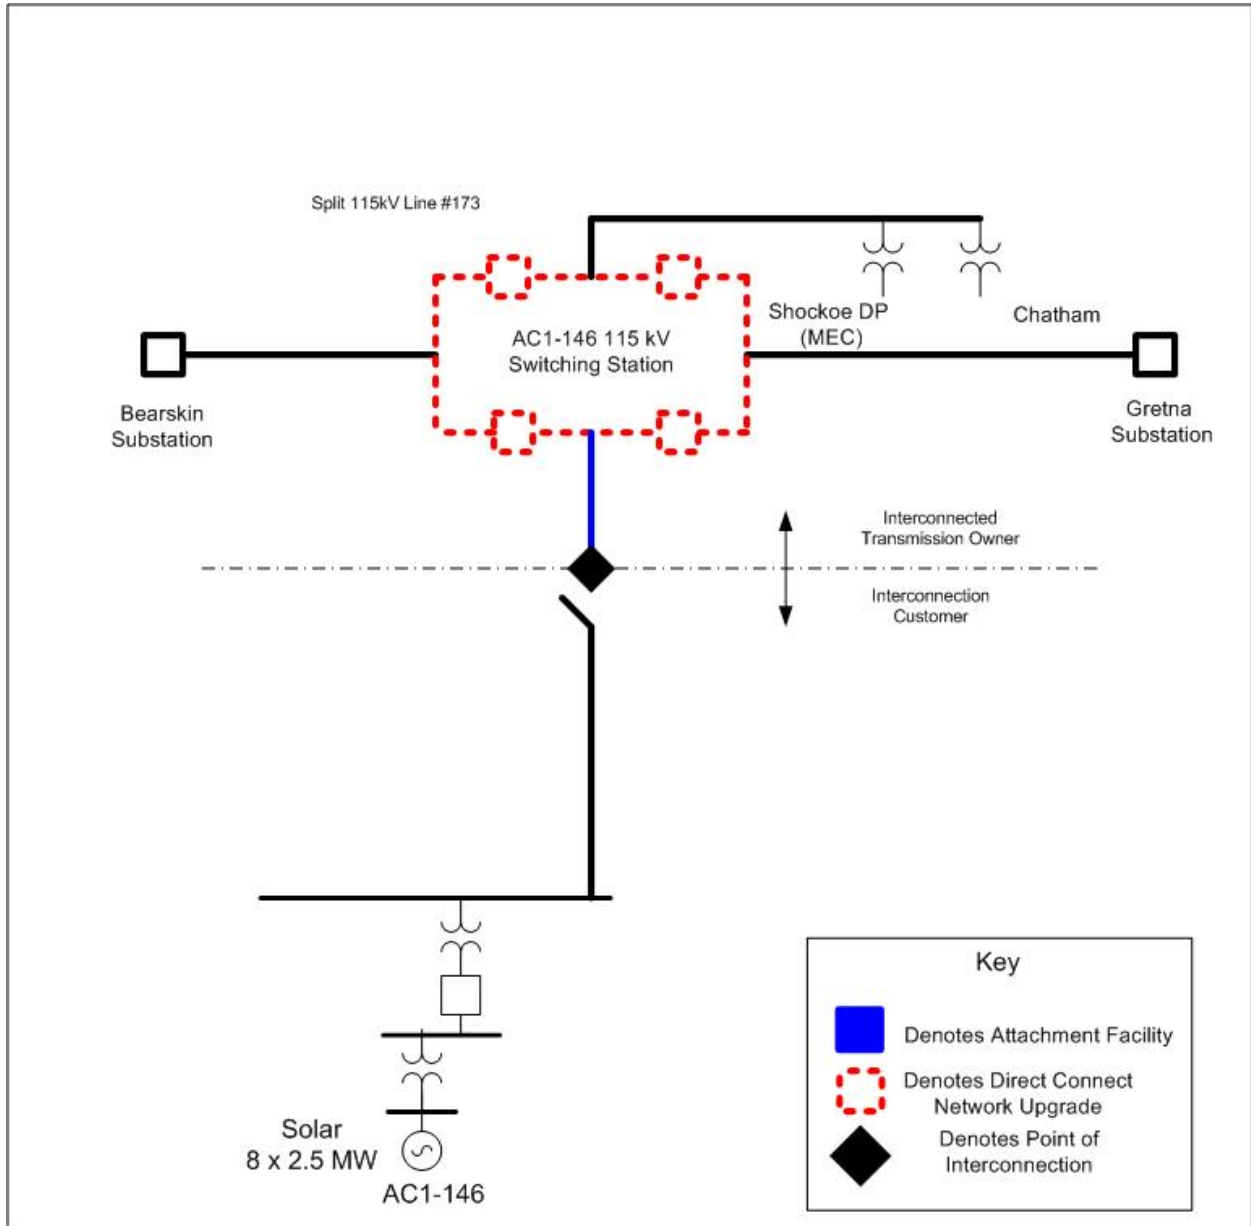 Split 115kV Line #173
AC1-146 115 kV
Switching Station
Shockoe DP
(MEC)
Chatham
Bearskin
Substation
Gretna
Substation
Interconnected
Transmission Owner
Interconnection
Customer
Solar
8 x 2.5 MW
AC1-146
Key
Denotes Attachment Facility
Denotes Direct Connect
Network Upgrade
Denotes Point of
Interconnection